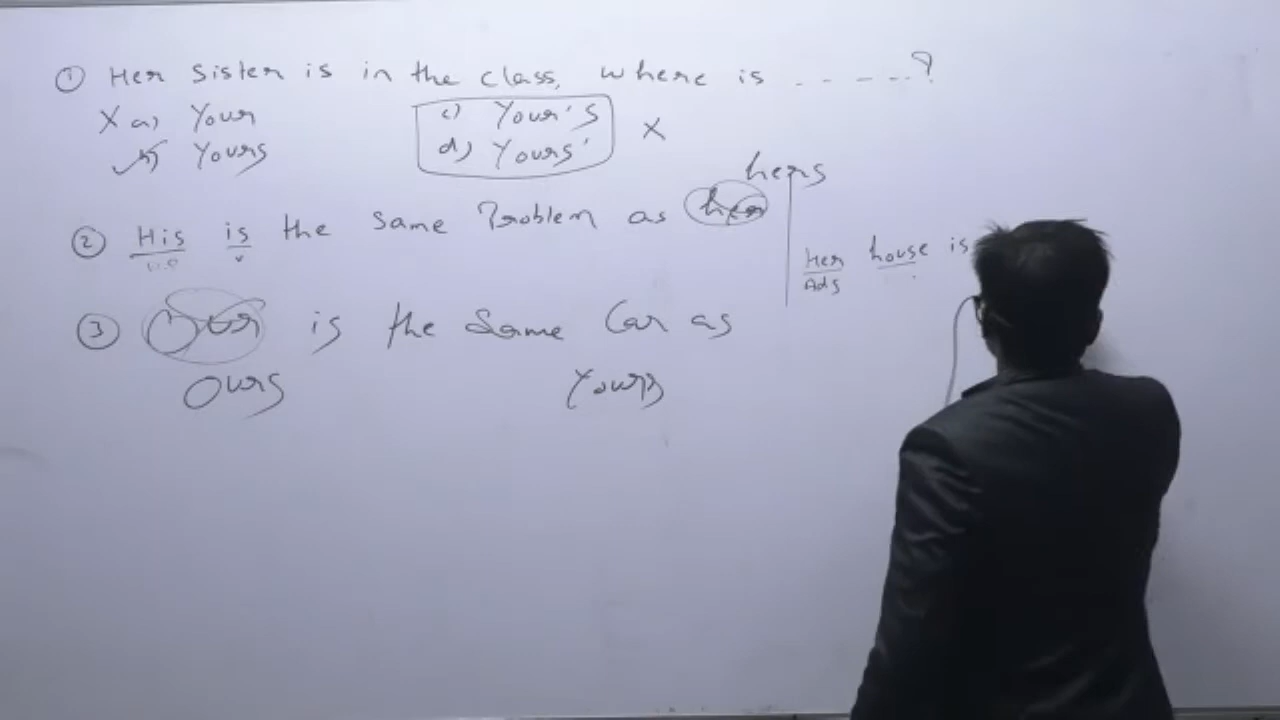 ① Her Sister is in the class, where is ------?
X a) Your
✓ b) Yours
c) Your's
d) Yours' X
hers
② His is the same Problem as her
v
Her house is
Adj
③ Our is the Same Car as
Ours Yours